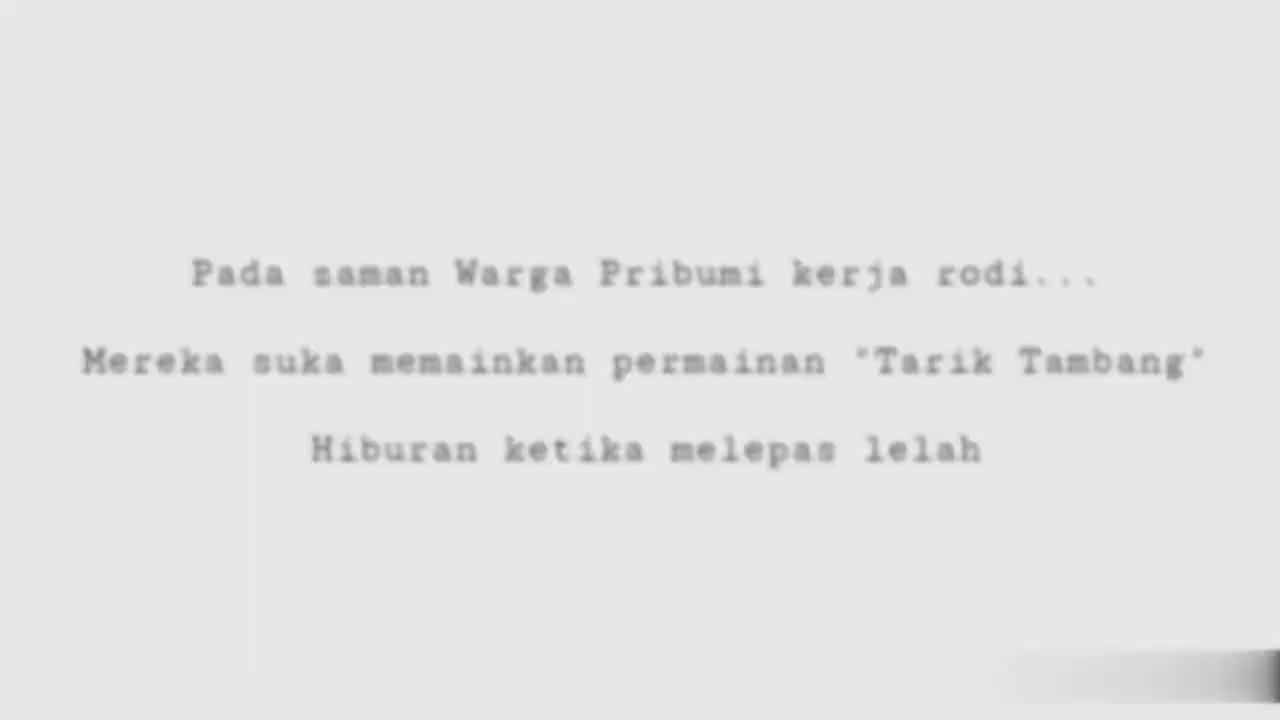 Pada zaman Warga Pribumi kerja rodi...
Mereka suka memainkan permainan "Tarik Tambang"
Hiburan ketika melepas lelah